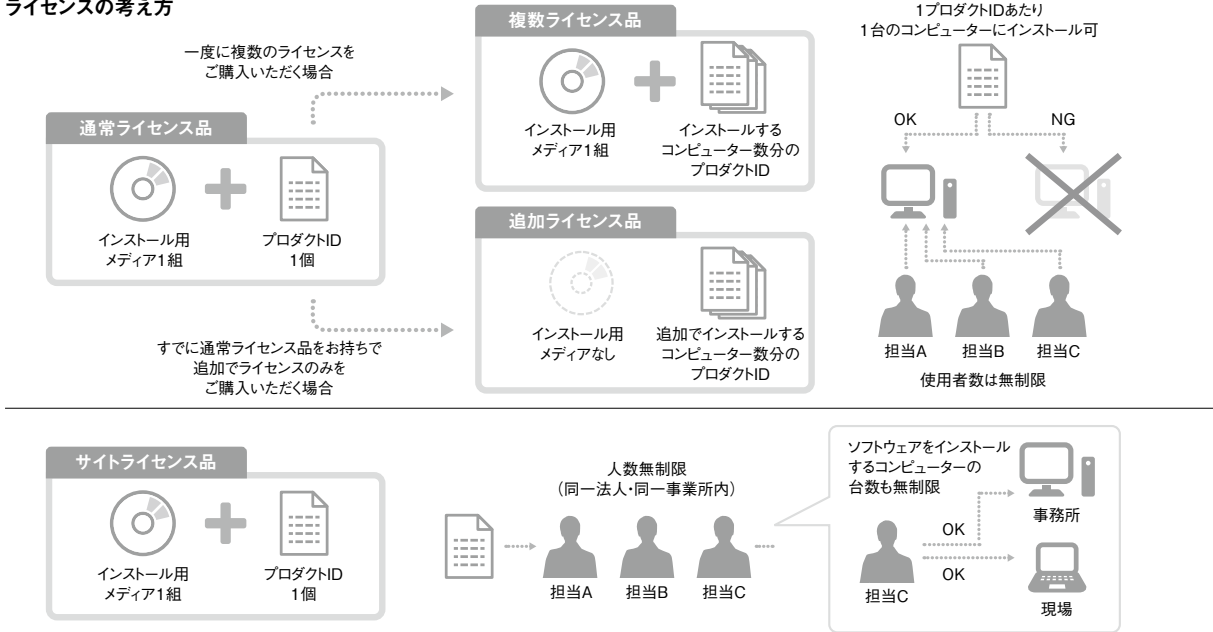 ライセンスの考え方
一度に複数のライセンスを
ご購入いただく場合
通常ライセンス品
インストール用
メディア1組
プロダクトID
1個
すでに通常ライセンス品をお持ちで
追加でライセンスのみを
ご購入いただく場合
複数ライセンス品
インストール用
メディア1組
インストールする
コンピューター数分の
プロダクトID
追加ライセンス品
インストール用
メディアなし
追加でインストールする
コンピューター数分の
プロダクトID
1プロダクトIDあたり
1台のコンピューターにインストール可
OK
NG
担当A
担当B
担当C
使用者数は無制限
サイトライセンス品
インストール用
メディア1組
プロダクトID
1個
人数無制限
（同一法人・同一事業所内）
担当A
担当B
担当C
ソフトウェアをインストール
するコンピューターの
台数も無制限
担当C
OK
OK
事務所
現場